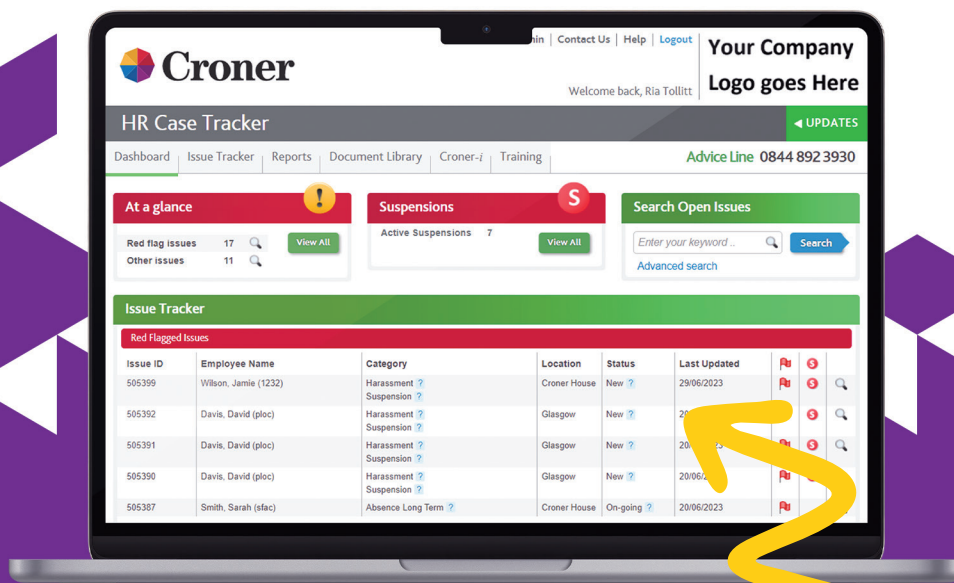 Croner
Contact Us | Help | Logout
Welcome back, Ria Tollitt
Your Company
Logo goes Here
HR Case Tracker
UPDATES
Dashboard Issue Tracker Reports Document Library Croner-i Training
Advice Line 0844 892 3930
At a glance !
Red flag issues 17
Other issues 11
View All
Suspensions S
Active Suspensions 7
View All
Search Open Issues
Enter your keyword .. Search
Advanced search
Issue Tracker
Red Flagged Issues
Issue ID Employee Name Category Location Status Last Updated S
505399 Wilson, Jamie (1232) Harassment ? Croner House New ? 29/06/2023 S
Suspension ?
505392 Davis, David (ploc) Harassment ? Glasgow New ? S
Suspension ?
505391 Davis, David (ploc) Harassment ? Glasgow New ? S
Suspension ?
505390 Davis, David (ploc) Harassment ? Glasgow New ?
Suspension ?
505387 Smith, Sarah (sfac) Absence Long Term ? Croner House On-going ? 20/06/2023